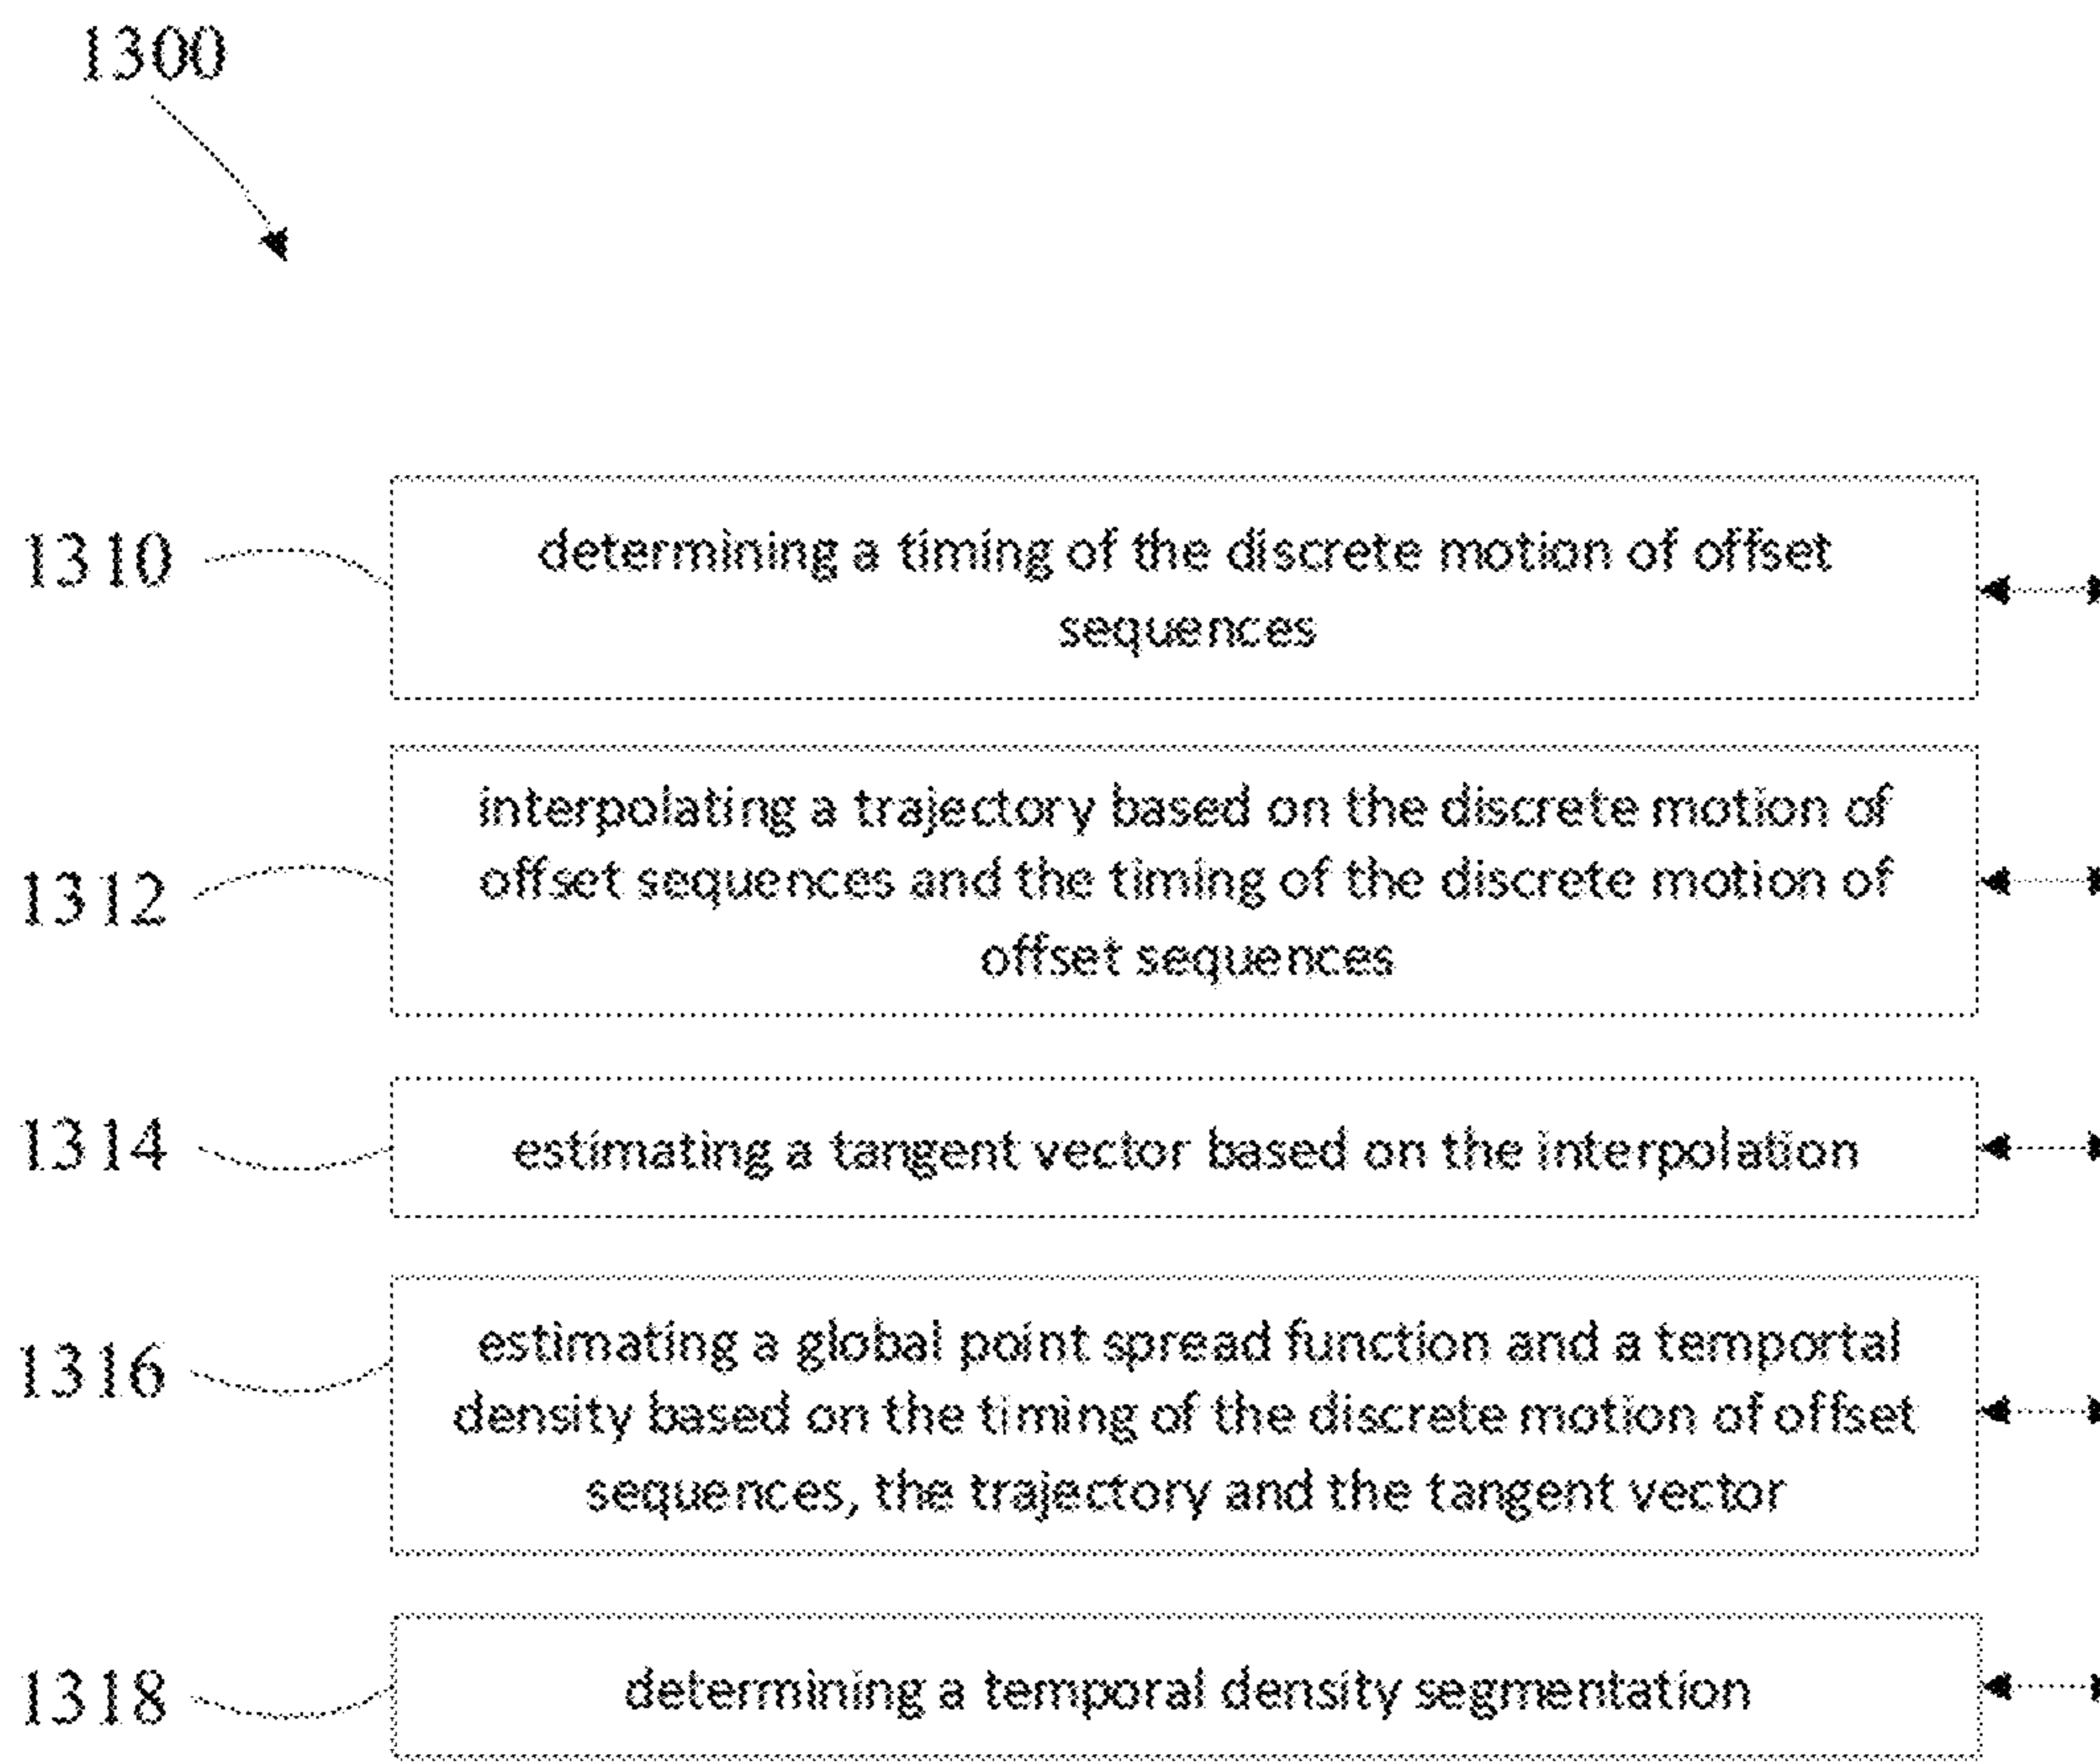 1300
1310
determining a timing of the discrete motion of offset
sequences
1312
interpolating a trajectory based on the discrete motion of
offset sequences and the timing of the discrete motion of
offset sequences
1314
estimating a tangent vector based on the interpolation
1316
estimating a global point spread function and a temportal
density based on the timing of the discrete motion of offset
sequences, the trajectory and the tangent vector
1318
determining a temporal density segmentation